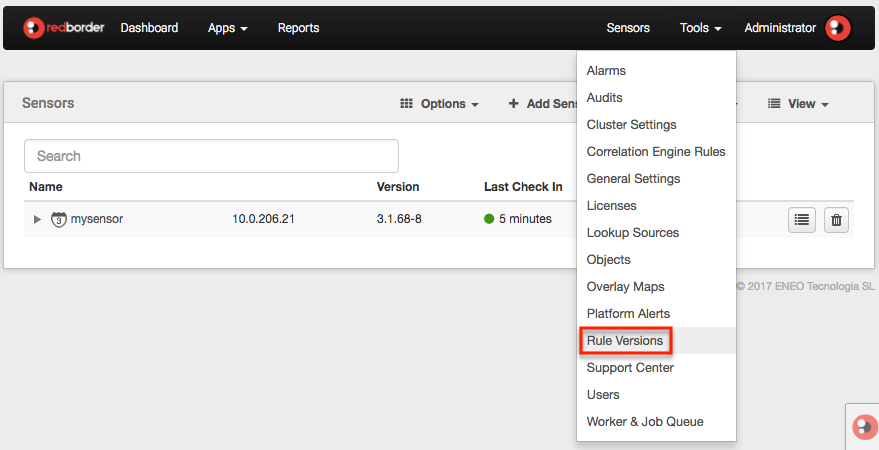 redborder Dashboard Apps Reports Sensors Tools Administrator
Sensors Options Add Sens View
Search
Name Version Last Check In
3 mysensor 10.0.206.21 3.1.68-8 5 minutes
Alarms
Audits
Cluster Settings
Correlation Engine Rules
General Settings
Licenses
Lookup Sources
Objects
Overlay Maps
Platform Alerts
Rule Versions
Support Center
Users
Worker & Job Queue
© 2017 ENEO Tecnologia SL